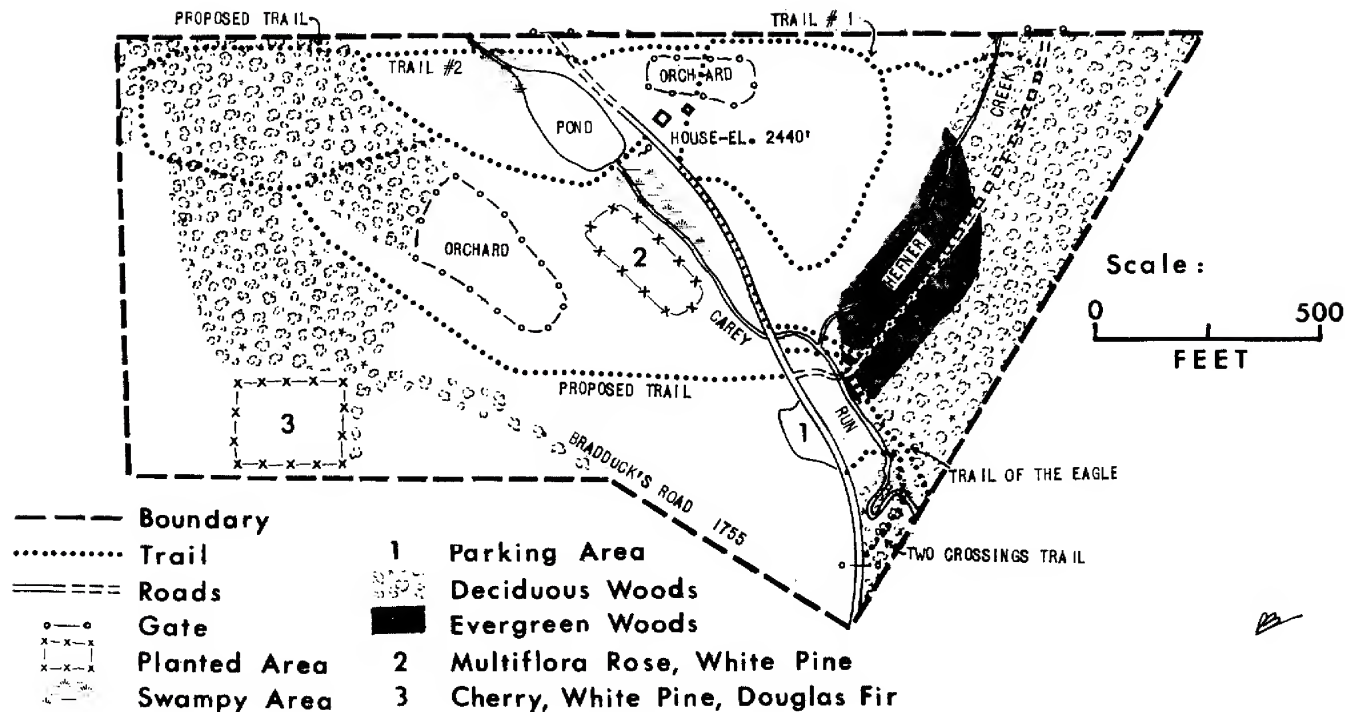 PROPOSED TRAIL
TRAIL # 1
TRAIL #2
ORCHARD
CREEK
POND
HOUSE-EL. 2440'
HEFNER
ORCHARD
2
CAREY
Scale:
0 500
FEET
PROPOSED TRAIL
3
1
RUN
BRADDUCK'S ROAD 1755
TRAIL OF THE EAGLE
TWO CROSSINGS TRAIL
Boundary
Trail
Roads
Gate
Planted Area
Swampy Area
1 Parking Area
Deciduous Woods
Evergreen Woods
2 Multiflora Rose, White Pine
3 Cherry, White Pine, Douglas Fir